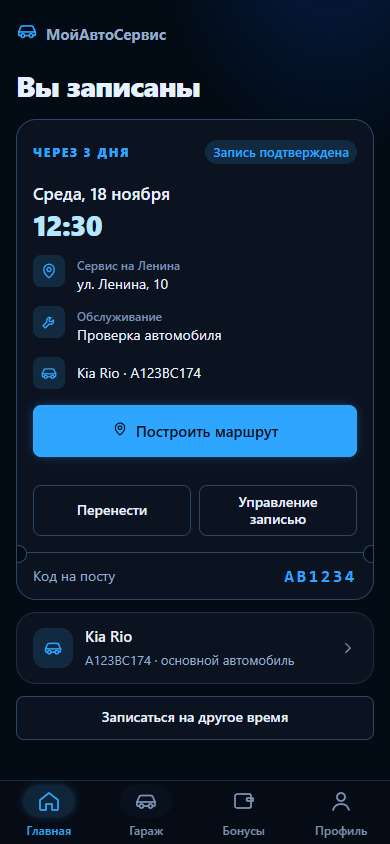 МойАвтоСервис
Вы записаны
ЧЕРЕЗ 3 ДНЯ
Запись подтверждена
Среда, 18 ноября
12:30
Сервис на Ленина
ул. Ленина, 10
Обслуживание
Проверка автомобиля
Kia Rio · А123ВС174
Построить маршрут
Перенести
Управление
записью
Код на посту
AB1234
Kia Rio
А123ВС174 · основной автомобиль
Записаться на другое время
Главная
Гараж
Бонусы
Профиль